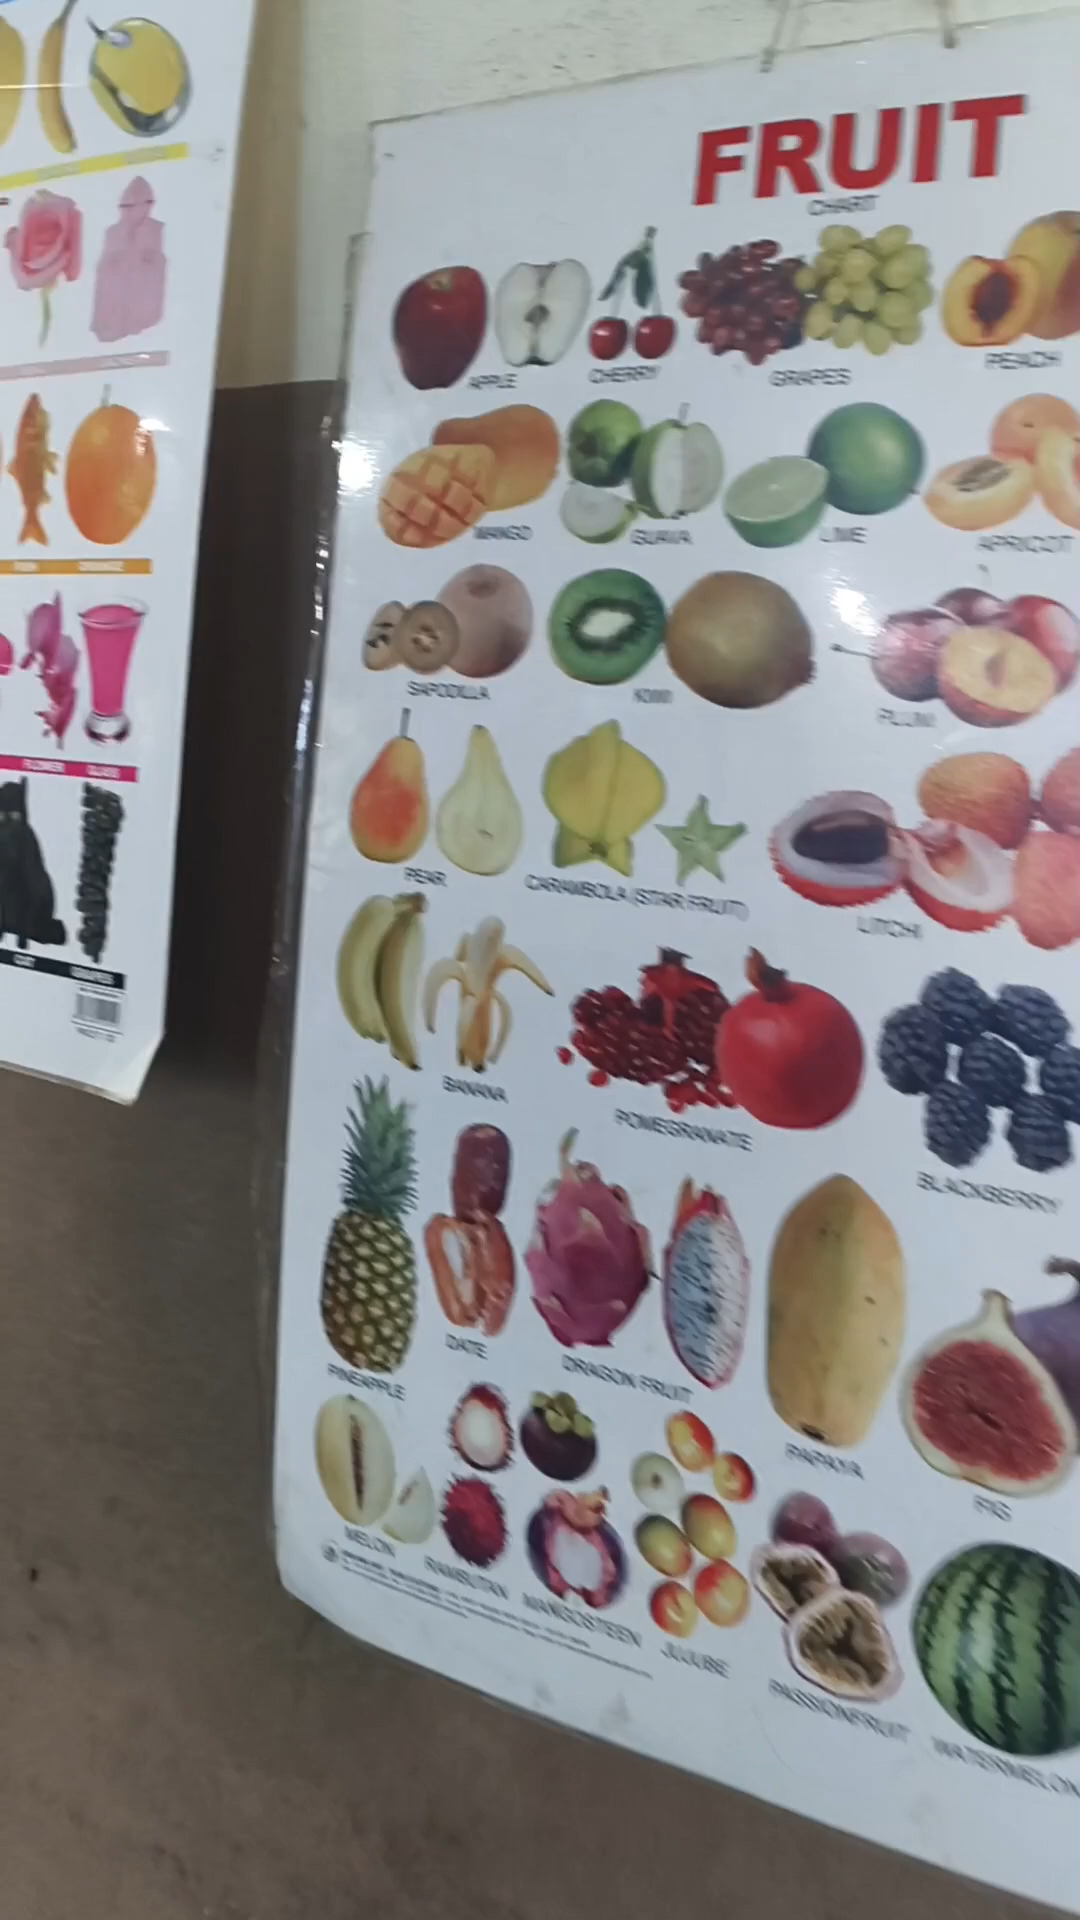 FISH ORANGE
FLOWER GLASS
CAT
FRUIT
CHART
APPLE CHERRY GRAPES PEACH
MANGO GUAVA LIME APRICOT
SAPODILLA KIWI PLUM
PEAR CARAMBOLA (STAR FRUIT) LITCHI
BANANA POMEGRANATE BLACKBERRY
PINEAPPLE DATE DRAGON FRUIT PAPAYA FIG
MELON RAMBUTAN MANGOSTEEN JUJUBE PASSIONFRUIT WATERMELON